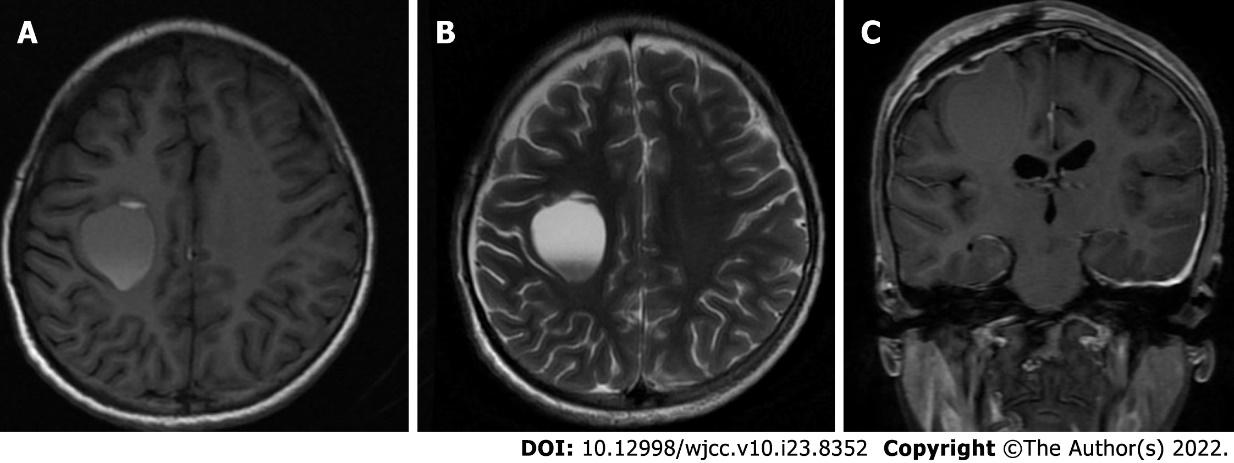 A
B
C
DOI: 10.12998/wjcc.v10.i23.8352 Copyright ©The Author(s) 2022.